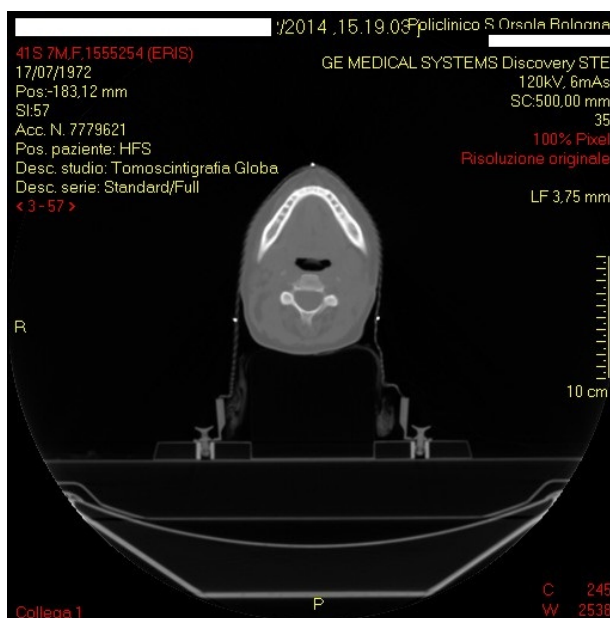 /2014 ,15.19.03
Policlinico S.Orsola Bologna
41S 7M,F,1555254 (ERIS)
17/07/1972
GE MEDICAL SYSTEMS Discovery STE
Pos:-183,12 mm
120kV, 6mAs
SI:57
SC:500,00 mm
Acc. N. 7779621
35
Pos. paziente: HFS
100% Pixel
Desc. studio: Tomoscintigrafia Globa
Risoluzione originale
Desc. serie: Standard/Full
< 3 - 57 >
LF 3,75 mm
R
10 cm
P
C 245
Collega 1
W 2538